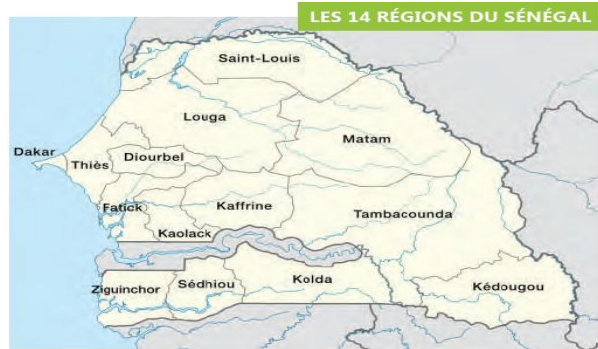 LES 14 RÉGIONS DU SÉNÉGAL
Saint-Louis
Louga
Matam
Dakar
Thiès
Diourbel
Fatick
Kaffrine
Tambacounda
Kaolack
Ziguinchor
Sédhiou
Kolda
Kédougou